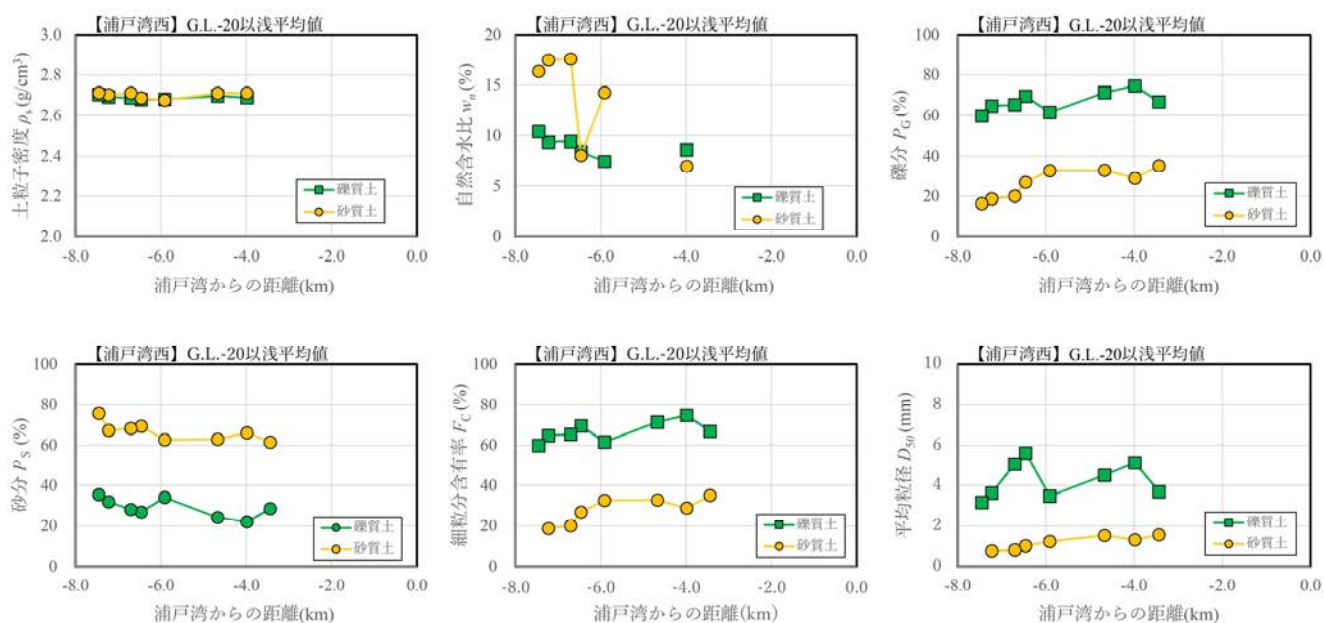 【浦戸湾西】G.L.-20以浅平均値
土粒子密度 ρs (g/cm³)
3.0
2.8
2.6
2.4
2.2
2.0
礫質土
砂質土
-8.0 -6.0 -4.0 -2.0 0.0
浦戸湾からの距離(km)
【浦戸湾西】G.L.-20以浅平均値
自然含水比 wn (%)
20
15
10
5
0
礫質土
砂質土
-8.0 -6.0 -4.0 -2.0 0.0
浦戸湾からの距離(km)
【浦戸湾西】G.L.-20以浅平均値
礫分 PG (%)
100
80
60
40
20
0
礫質土
砂質土
-8.0 -6.0 -4.0 -2.0 0.0
浦戸湾からの距離(km)
【浦戸湾西】G.L.-20以浅平均値
砂分 PS (%)
100
80
60
40
20
0
礫質土
砂質土
-8.0 -6.0 -4.0 -2.0 0.0
浦戸湾からの距離(km)
【浦戸湾西】G.L.-20以浅平均値
細粒分含有率 FC (%)
100
80
60
40
20
0
礫質土
砂質土
-8.0 -6.0 -4.0 -2.0 0.0
浦戸湾からの距離(km)
【浦戸湾西】G.L.-20以浅平均値
平均粒径 D50 (mm)
10
8
6
4
2
0
礫質土
砂質土
-8.0 -6.0 -4.0 -2.0 0.0
浦戸湾からの距離(km)